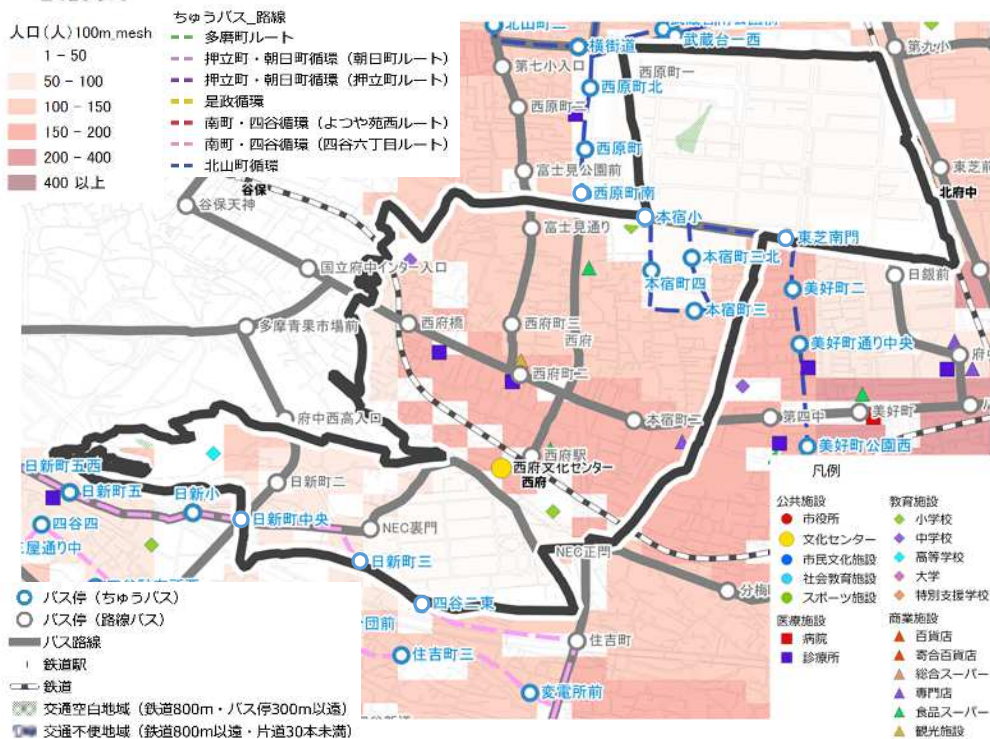 人口(人)100m_mesh
1 - 50
50 - 100
100 - 150
150 - 200
200 - 400
400 以上
ちゅうバス_路線
多磨町ルート
押立町・朝日町循環（朝日町ルート）
押立町・朝日町循環（押立町ルート）
是政循環
南町・四谷循環（よつや苑西ルート）
南町・四谷循環（四谷六丁目ルート）
北山町循環
北山町二
横街道
武蔵台一西
第九小
第七小入口
西原町一
西原町北
西原町二
西原町
東芝前
富士見公園前
谷保
西原町南
北府中
谷保天神
本宿小
富士見通り
東芝南門
本宿町三北
国立府中インター入口
本宿町四
日銀前
美好町二
本宿町三
多摩青果市場前
西府橋
西府町三
西府
美好町通り中央
西府町二
府中西高入口
本宿町二
第四中
美好町
美好町公園西
西府駅
日新町五西
西府文化センター
西府
日新町二
日新町五
日新小
四谷四
日新町中央
NEC裏門
三屋通り中
NEC正門
日新町三
分梅
四谷二東
団前
住吉町
住吉町三
変電所前
バス停（ちゅうバス）
バス停（路線バス）
バス路線
鉄道駅
鉄道
交通空白地域（鉄道800m・バス停300m以遠）
交通不便地域（鉄道800m以遠・片道30本未満）
凡例
公共施設
市役所
文化センター
市民文化施設
社会教育施設
スポーツ施設
医療施設
病院
診療所
教育施設
小学校
中学校
高等学校
大学
特別支援学校
商業施設
百貨店
寄合百貨店
総合スーパー
専門店
食品スーパー
観光施設